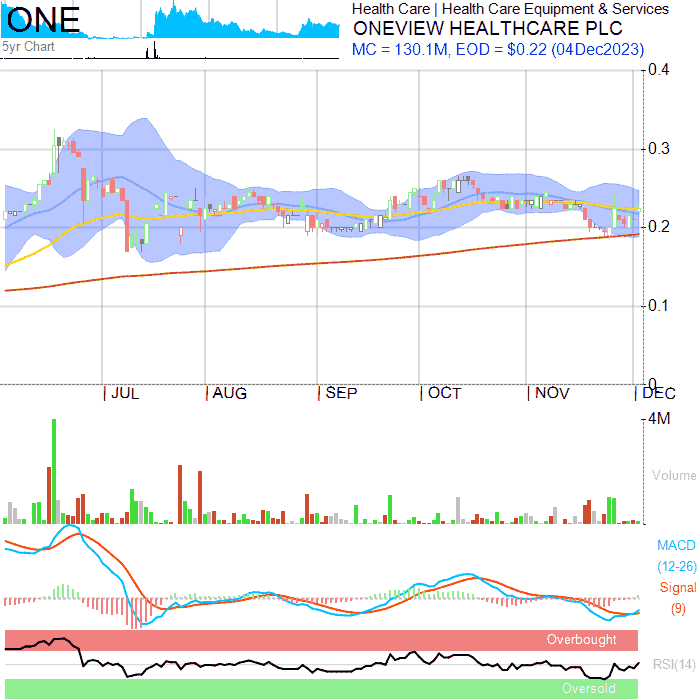 ONE
5yr Chart
Health Care | Health Care Equipment & Services
ONEVIEW HEALTHCARE PLC
MC = 130.1M, EOD = $0.22 (04Dec2023)
0.4
0.3
0.2
0.1
0
JUL
AUG
SEP
OCT
NOV
DEC
4M
Volume
MACD
(12-26)
Signal
(9)
Overbought
RSI(14)
Oversold